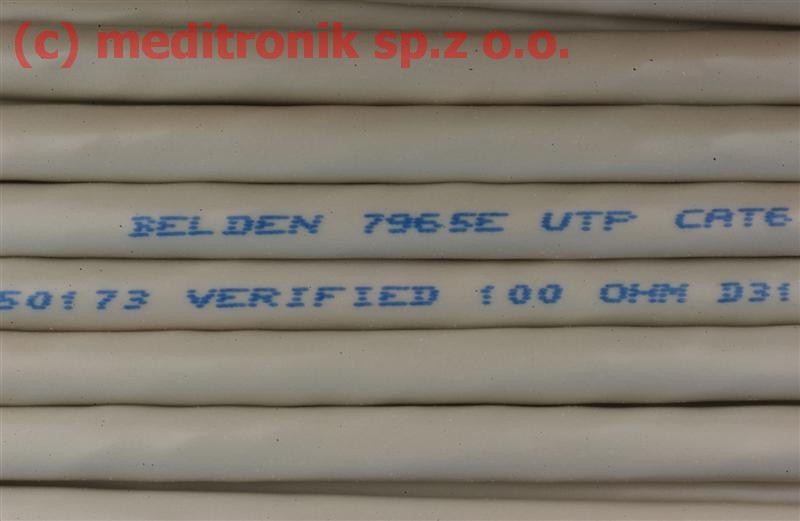 (c) meditronik sp.z o.o.
BELDEN 7965E UTP CAT6
50173 VERIFIED 100 OHM D31